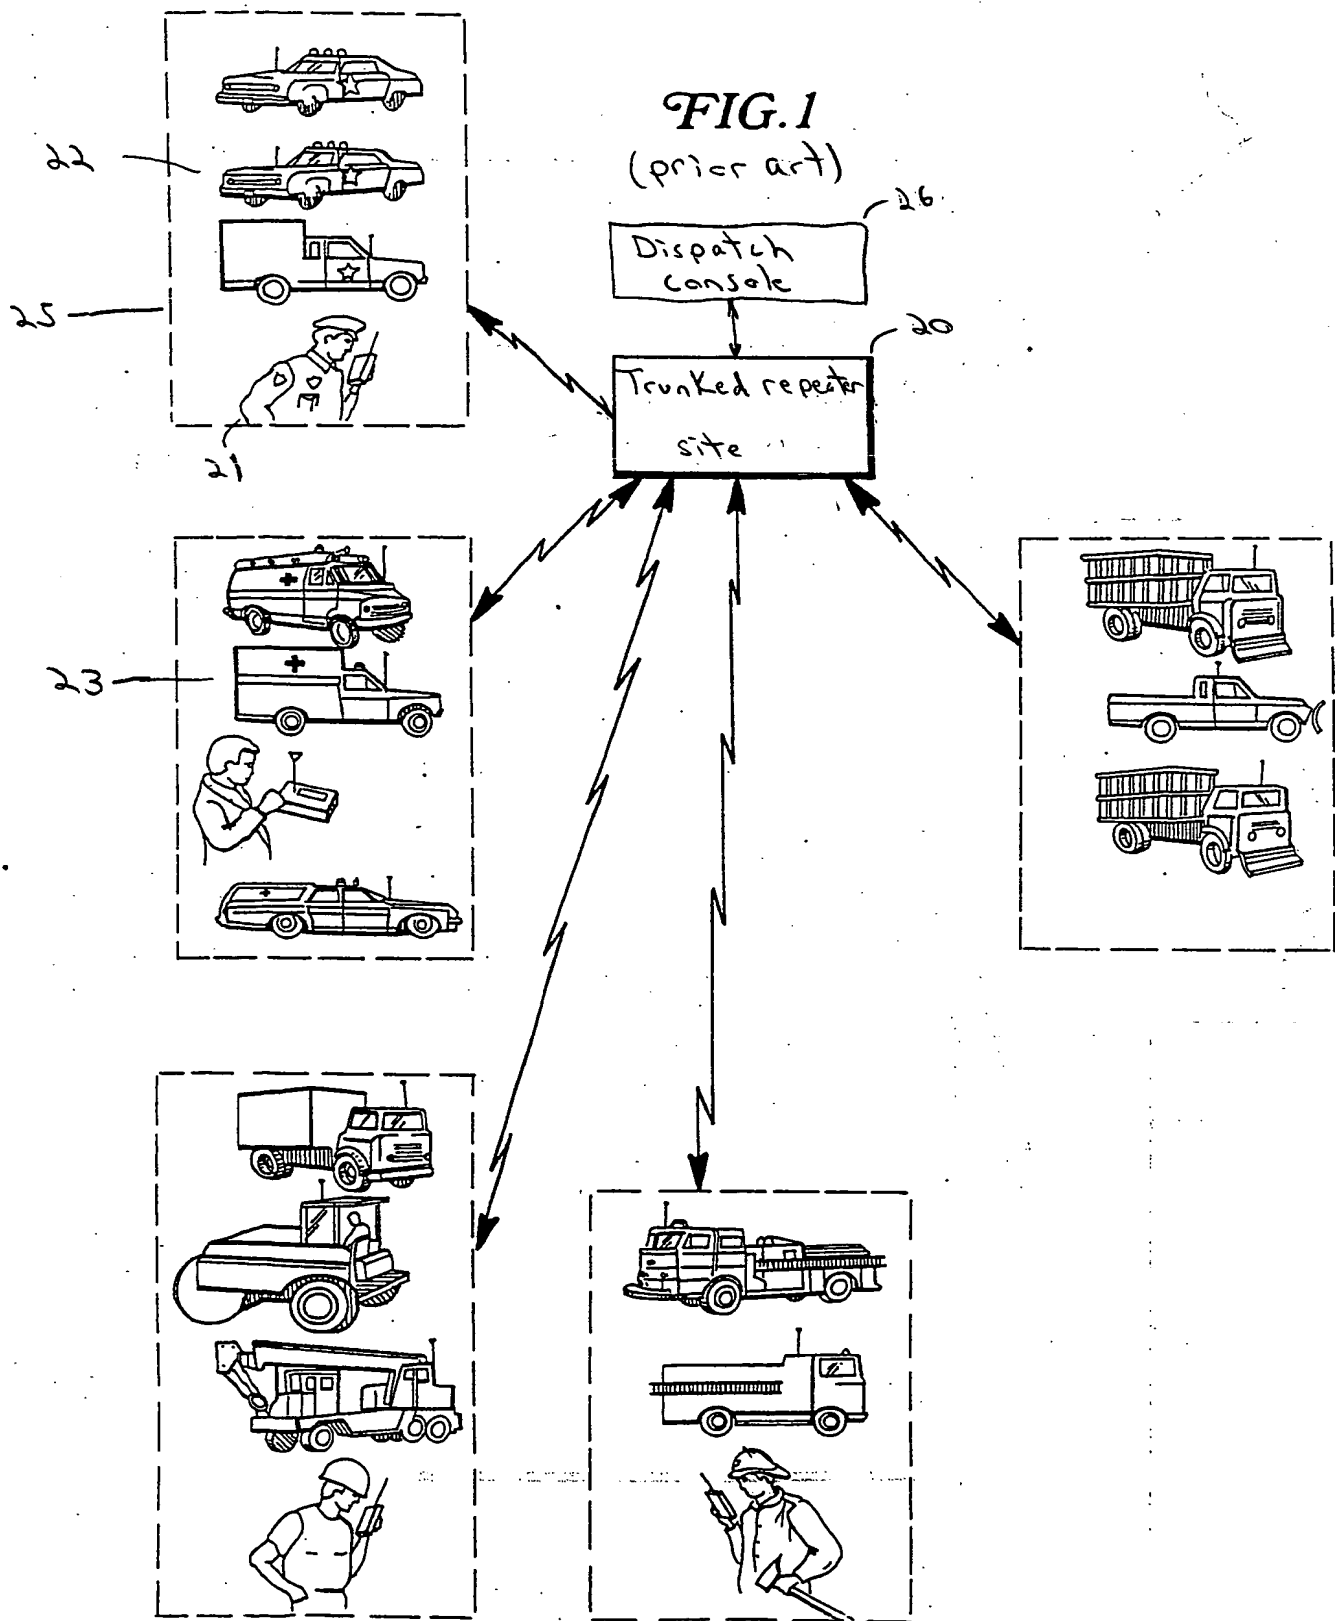 FIG. 1
(prior art)
22
26
Dispatch
console
25
20
Trunked repeater
site
21
23